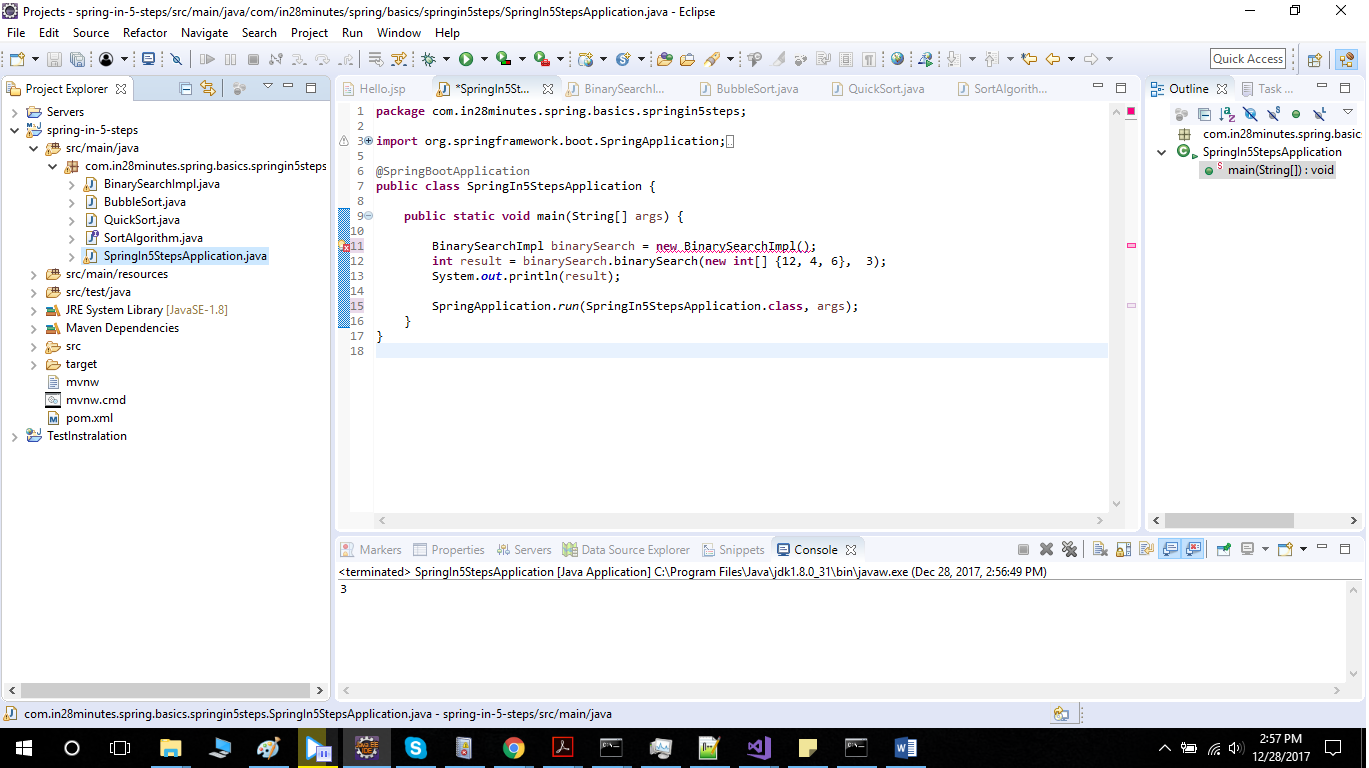 Projects - spring-in-5-steps/src/main/java/com/in28minutes/spring/basics/springin5steps/SpringIn5StepsApplication.java - Eclipse
File Edit Source Refactor Navigate Search Project Run Window Help
Quick Access
Project Explorer
Servers
spring-in-5-steps
src/main/java
com.in28minutes.spring.basics.springin5steps
BinarySearchImpl.java
BubbleSort.java
QuickSort.java
SortAlgorithm.java
SpringIn5StepsApplication.java
src/main/resources
src/test/java
JRE System Library [JavaSE-1.8]
Maven Dependencies
src
target
mvnw
mvnw.cmd
pom.xml
TestInstralation
Hello.jsp *SpringIn5St... BinarySearchI... BubbleSort.java QuickSort.java SortAlgorith...
1 package com.in28minutes.spring.basics.springin5steps;
2
3 import org.springframework.boot.SpringApplication;
5
6 @SpringBootApplication
7 public class SpringIn5StepsApplication {
8
9 public static void main(String[] args) {
10
11 BinarySearchImpl binarySearch = new BinarySearchImpl();
12 int result = binarySearch.binarySearch(new int[] {12, 4, 6}, 3);
13 System.out.println(result);
14
15 SpringApplication.run(SpringIn5StepsApplication.class, args);
16 }
17 }
18
Outline Task ...
com.in28minutes.spring.basic
SpringIn5StepsApplication
main(String[]) : void
Markers Properties Servers Data Source Explorer Snippets Console
<terminated> SpringIn5StepsApplication [Java Application] C:\Program Files\Java\jdk1.8.0_31\bin\javaw.exe (Dec 28, 2017, 2:56:49 PM)
3
com.in28minutes.spring.basics.springin5steps.SpringIn5StepsApplication.java - spring-in-5-steps/src/main/java
2:57 PM
12/28/2017